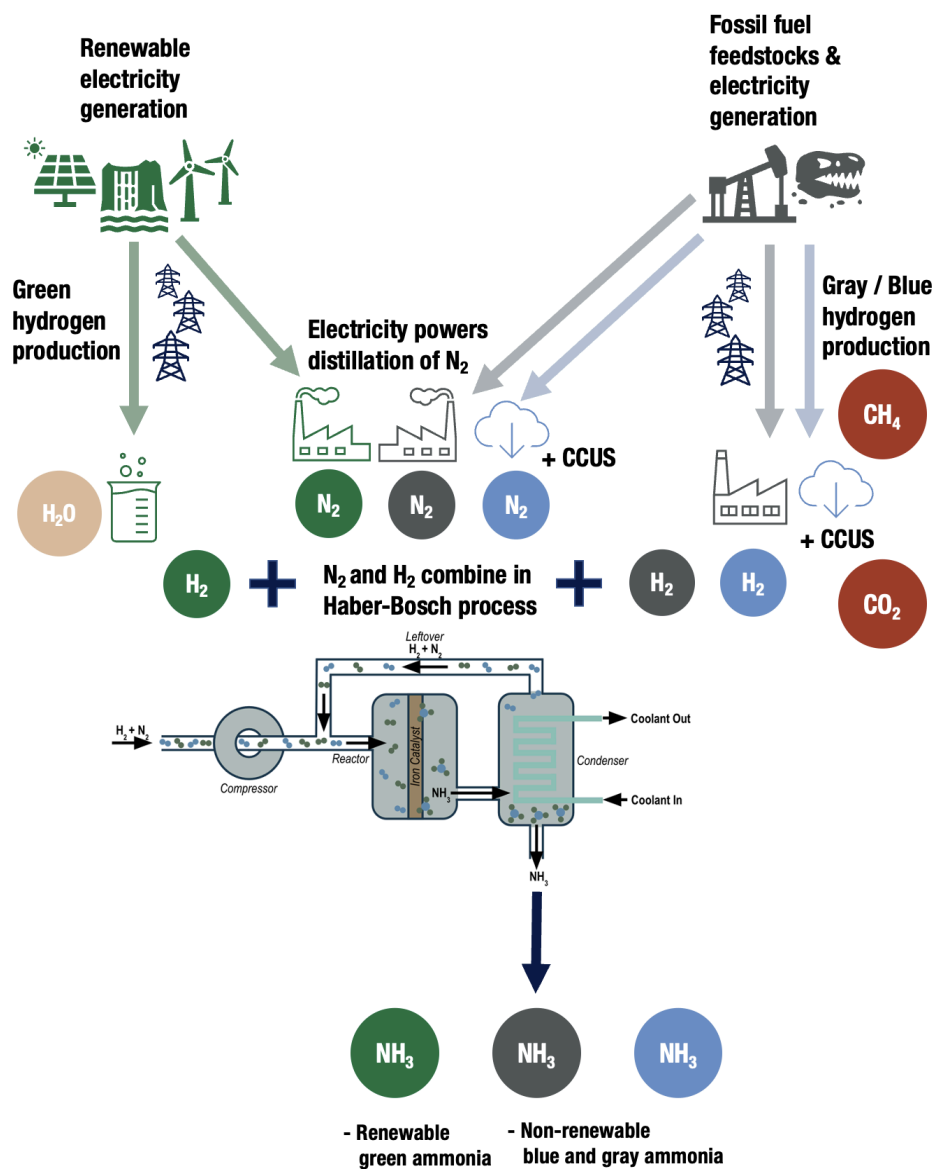 Renewable
electricity
generation
Fossil fuel
feedstocks &
electricity
generation
Green
hydrogen
production
Electricity powers
distillation of N₂
Gray / Blue
hydrogen
production
CH₄
+ CCUS
H₂O
N₂
N₂
N₂
+ CCUS
H₂
N₂ and H₂ combine in
Haber-Bosch process
H₂
H₂
CO₂
Leftover
H₂ + N₂
H₂ + N₂
Compressor
Reactor
Iron Catalyst
NH₃
Coolant Out
Condenser
Coolant In
NH₃
NH₃
NH₃
NH₃
- Renewable
green ammonia
- Non-renewable
blue and gray ammonia